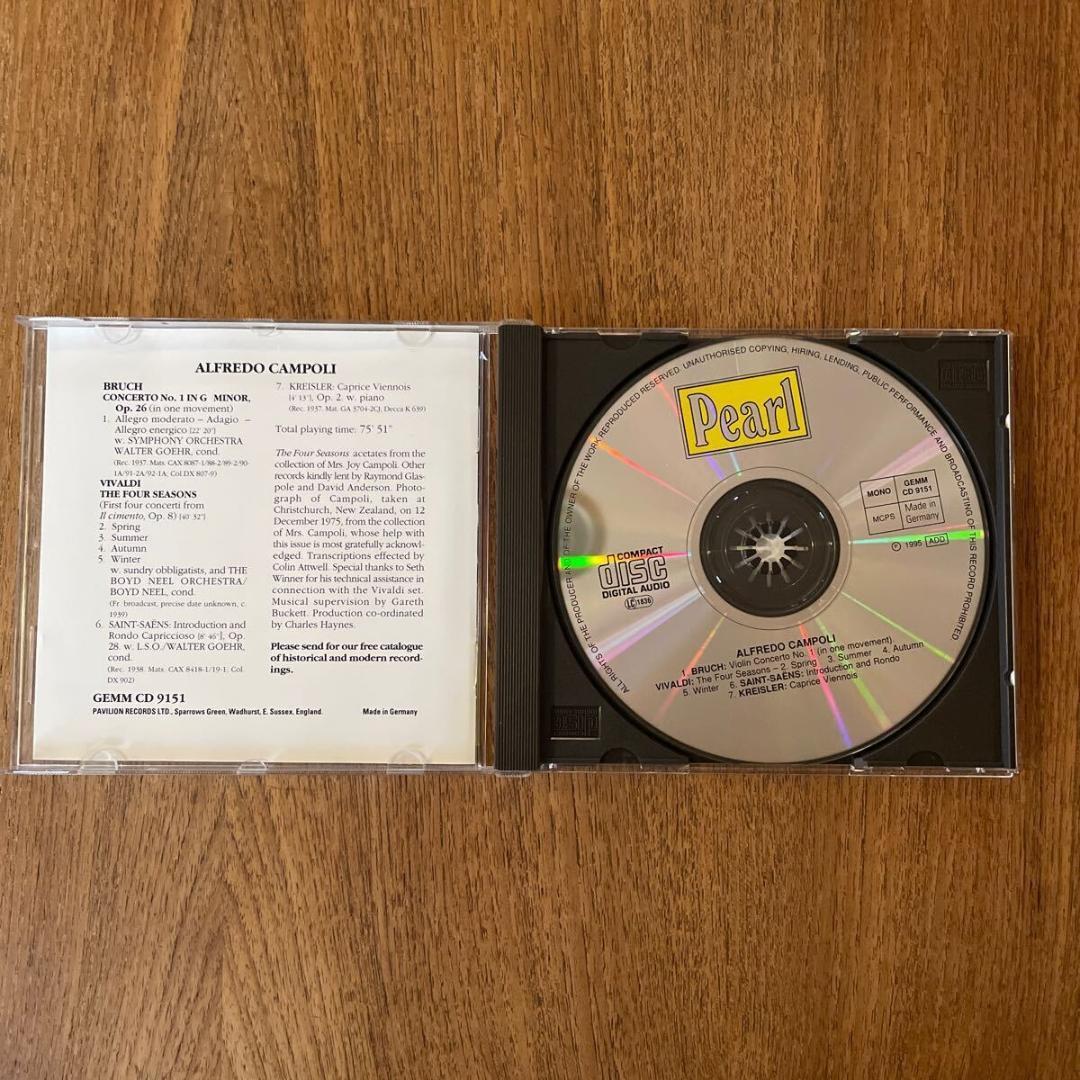 ALFREDO CAMPOLI
BRUCH
CONCERTO No. 1 IN G MINOR,
Op. 26 (in one movement)
1. Allegro moderato – Adagio –
Allegro energico [22' 20"]
w. SYMPHONY ORCHESTRA
WALTER GOEHR, cond.
(Rec. 1937. Mats. CAX 8087-1/88-2/89-2/90-
1A/91-2A/92-1A; Col.DX 807-9)
VIVALDI
THE FOUR SEASONS
(First four concerti from
Il cimento, Op. 8) [40' 32"]
2. Spring
3. Summer
4. Autumn
5. Winter
w. sundry obbligatists, and THE
BOYD NEEL ORCHESTRA/
BOYD NEEL, cond.
(Fr. broadcast, precise date unknown, c.
1939)
6. SAINT-SAËNS: Introduction and
Rondo Capriccioso [8' 46"], Op.
28. w. L.S.O./WALTER GOEHR,
cond.
(Rec. 1938. Mats. CAX 8418-1/19-1. Col.
DX 902)
GEMM CD 9151
PAVILION RECORDS LTD., Sparrows Green, Wadhurst, E. Sussex, England.
7. KREISLER: Caprice Viennois
[4' 13"], Op. 2. w. piano
(Rec. 1937. Mat. GA 3704-2CJ, Decca K 639)
Total playing time: 75' 51"
The Four Seasons acetates from the
collection of Mrs. Joy Campoli. Other
records kindly lent by Raymond Glas-
pole and David Anderson. Photo-
graph of Campoli, taken at
Christchurch, New Zealand, on 12
December 1975, from the collection
of Mrs. Campoli, whose help with
this issue is most gratefully acknowl-
edged. Transcriptions effected by
Colin Attwell. Special thanks to Seth
Winner for his technical assistance in
connection with the Vivaldi set.
Musical supervision by Gareth
Buckett. Production co-ordinated
by Charles Haynes.
Please send for our free catalogue
of historical and modern record-
ings.
Made in Germany
ALL RIGHTS OF THE PRODUCER AND OF THE OWNER OF THE WORK REPRODUCED RESERVED. UNAUTHORISED COPYING, HIRING, LENDING, PUBLIC PERFORMANCE AND BROADCASTING OF THIS RECORD PROHIBITED
Pearl
MONO
GEMM
CD 9151
MCPS
Made in
Germany
℗ 1995 ADD
COMPACT
disc
DIGITAL AUDIO
LC 1836
ALFREDO CAMPOLI
1. BRUCH: Violin Concerto No. 1 (in one movement)
VIVALDI: The Four Seasons – 2. Spring 3. Summer 4. Autumn
5. Winter 6. SAINT-SAËNS: Introduction and Rondo
7. KREISLER: Caprice Viennois